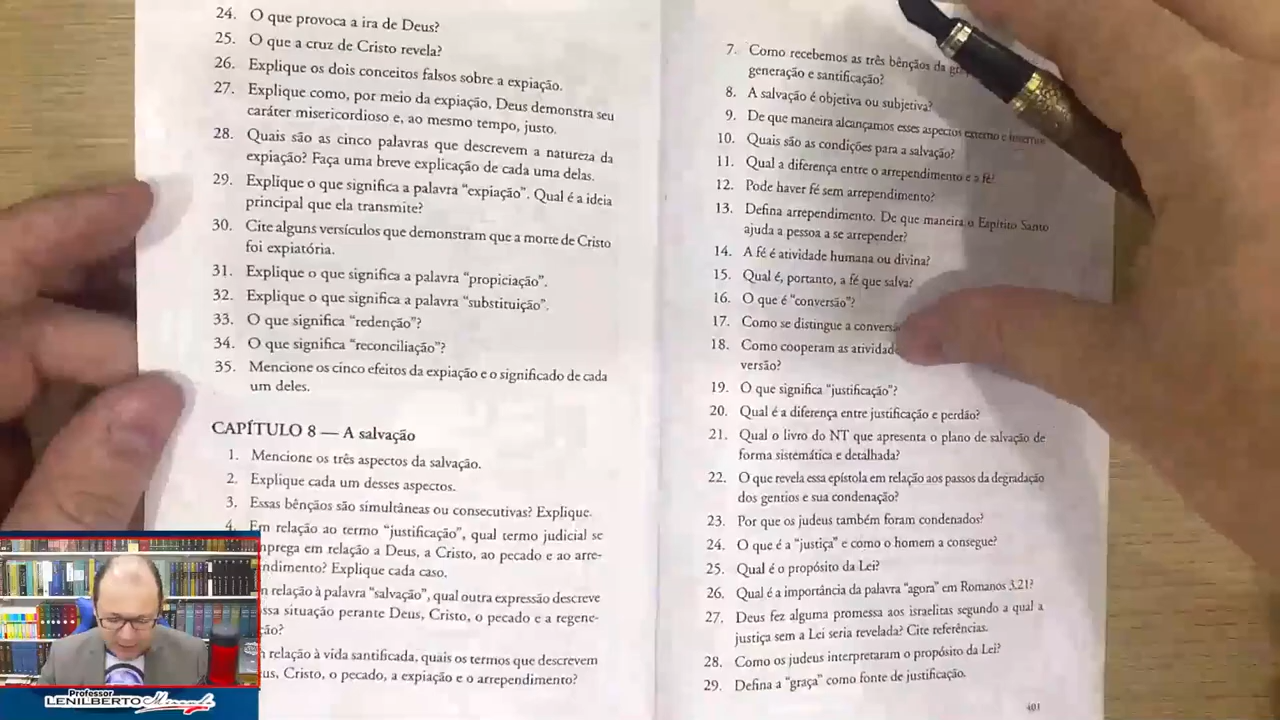 24. O que provoca a ira de Deus?
25. O que a cruz de Cristo revela?
26. Explique os dois conceitos falsos sobre a expiação.
27. Explique como, por meio da expiação, Deus demonstra seu
caráter misericordioso e, ao mesmo tempo, justo.
28. Quais são as cinco palavras que descrevem a natureza da
expiação? Faça uma breve explicação de cada uma delas.
29. Explique o que significa a palavra “expiação”. Qual é a ideia
principal que ela transmite?
30. Cite alguns versículos que demonstram que a morte de Cristo
foi expiatória.
31. Explique o que significa a palavra “propiciação”.
32. Explique o que significa a palavra “substituição”.
33. O que significa “redenção”?
34. O que significa “reconciliação”?
35. Mencione os cinco efeitos da expiação e o significado de cada
um deles.
CAPÍTULO 8 — A salvação
1. Mencione os três aspectos da salvação.
2. Explique cada um desses aspectos.
3. Essas bênçãos são simultâneas ou consecutivas? Explique.
4. Em relação ao termo “justificação”, qual termo judicial se
emprega em relação a Deus, a Cristo, ao pecado e ao arre-
pendimento? Explique cada caso.
relação à palavra “salvação”, qual outra expressão descreve
situação perante Deus, Cristo, o pecado e a regene-
relação à vida santificada, quais os termos que descrevem
Cristo, o pecado, a expiação e o arrependimento?
7. Como recebemos as três bênçãos da
generação e santificação?
8. A salvação é objetiva ou subjetiva?
9. De que maneira alcançamos esses aspectos externo e internos
10. Quais são as condições para a salvação?
11. Qual a diferença entre o arrependimento e a fé?
12. Pode haver fé sem arrependimento?
13. Defina arrependimento. De que maneira o Espírito Santo
ajuda a pessoa a se arrepender?
14. A fé é atividade humana ou divina?
15. Qual é, portanto, a fé que salva?
16. O que é “conversão”?
17. Como se distingue a
18. Como cooperam as
versão?
19. O que significa “justificação”?
20. Qual é a diferença entre justificação e perdão?
21. Qual o livro do NT que apresenta o plano de salvação de
forma sistemática e detalhada?
22. O que revela essa epístola em relação aos passos da degradação
dos gentios e sua condenação?
23. Por que os judeus também foram condenados?
24. O que é a “justiça” e como o homem a consegue?
25. Qual é o propósito da Lei?
26. Qual é a importância da palavra “agora” em Romanos 3.21?
27. Deus fez alguma promessa aos israelitas segundo a qual a
justiça sem a Lei seria revelada? Cite referências.
28. Como os judeus interpretaram o propósito da Lei?
29. Defina a “graça” como fonte de justificação.
401
Professor
LENILBERTO Miranda